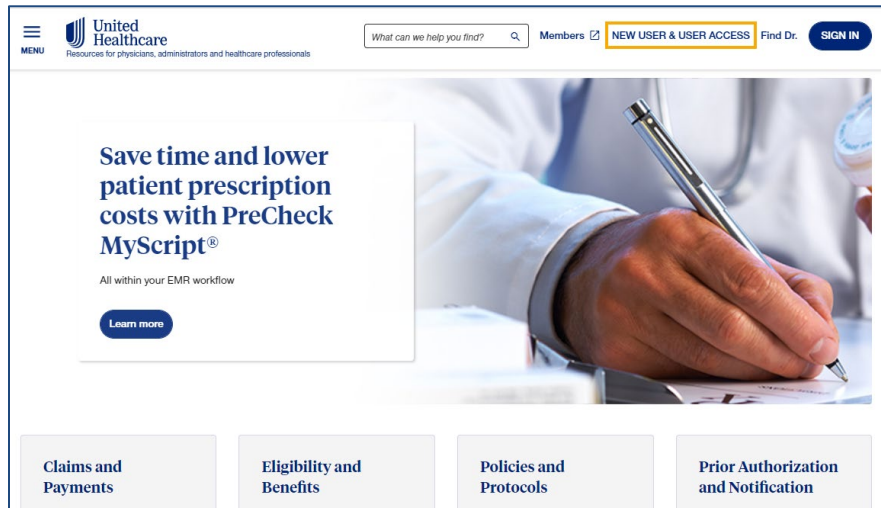 MENU
United
Healthcare
Resources for physicians, administrators and healthcare professionals
What can we help you find?
Members
NEW USER & USER ACCESS
Find Dr.
SIGN IN
Save time and lower
patient prescription
costs with PreCheck
MyScript®
All within your EMR workflow
Learn more
Claims and
Payments
Eligibility and
Benefits
Policies and
Protocols
Prior Authorization
and Notification